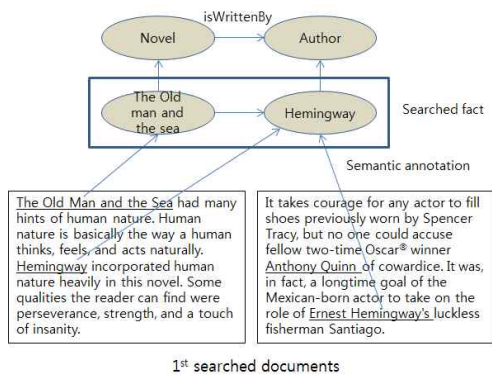 isWrittenBy
Novel
Author
The Old
man and
the sea
Hemingway
Searched fact
Semantic annotation
The Old Man and the Sea had many
hints of human nature. Human
nature is basically the way a human
thinks, feels, and acts naturally.
Hemingway incorporated human
nature heavily in this novel. Some
qualities the reader can find were
perseverance, strength, and a touch
of insanity.
It takes courage for any actor to fill
shoes previously worn by Spencer
Tracy, but no one could accuse
fellow two-time Oscar® winner
Anthony Quinn of cowardice. It was,
in fact, a longtime goal of the
Mexican-born actor to take on the
role of Ernest Hemingway's luckless
fisherman Santiago.
1st searched documents